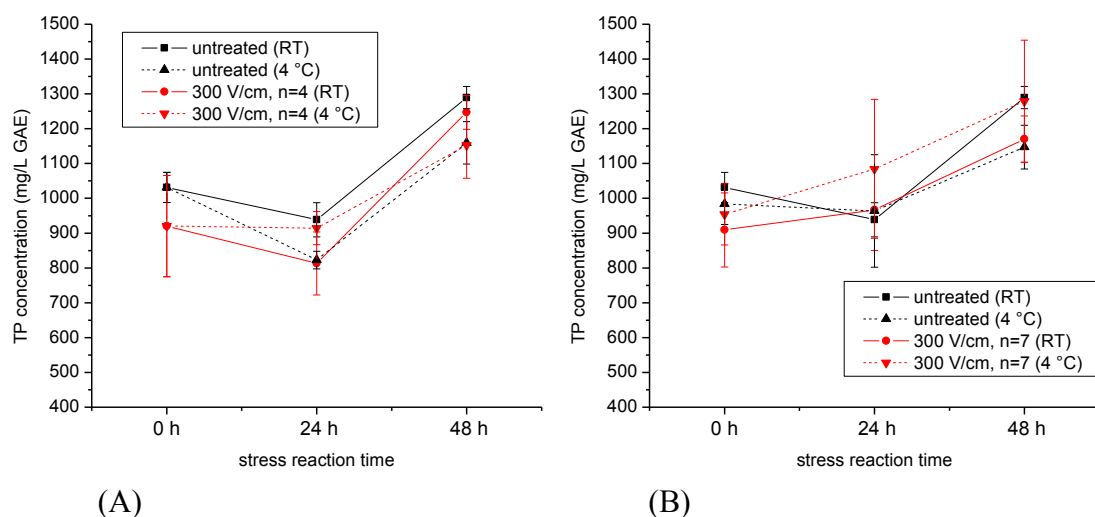 1500
1400
1300
1200
1100
1000
900
800
700
600
500
400
TP concentration (mg/L GAE)
untreated (RT)
untreated (4 °C)
300 V/cm, n=4 (RT)
300 V/cm, n=4 (4 °C)
0 h 24 h 48 h
stress reaction time
(A)
1500
1400
1300
1200
1100
1000
900
800
700
600
500
400
TP concentration (mg/L GAE)
untreated (RT)
untreated (4 °C)
300 V/cm, n=7 (RT)
300 V/cm, n=7 (4 °C)
0 h 24 h 48 h
stress reaction time
(B)